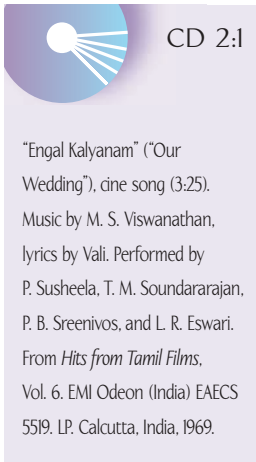 CD 2:1
“Engal Kalyanam” (“Our
Wedding”), cine song (3:25).
Music by M. S. Viswanathan,
lyrics by Vali. Performed by
P. Susheela, T. M. Soundararajan,
P. B. Sreenivos, and L. R. Eswari.
From Hits from Tamil Films,
Vol. 6. EMI Odeon (India) EAECS
5519. LP. Calcutta, India, 1969.